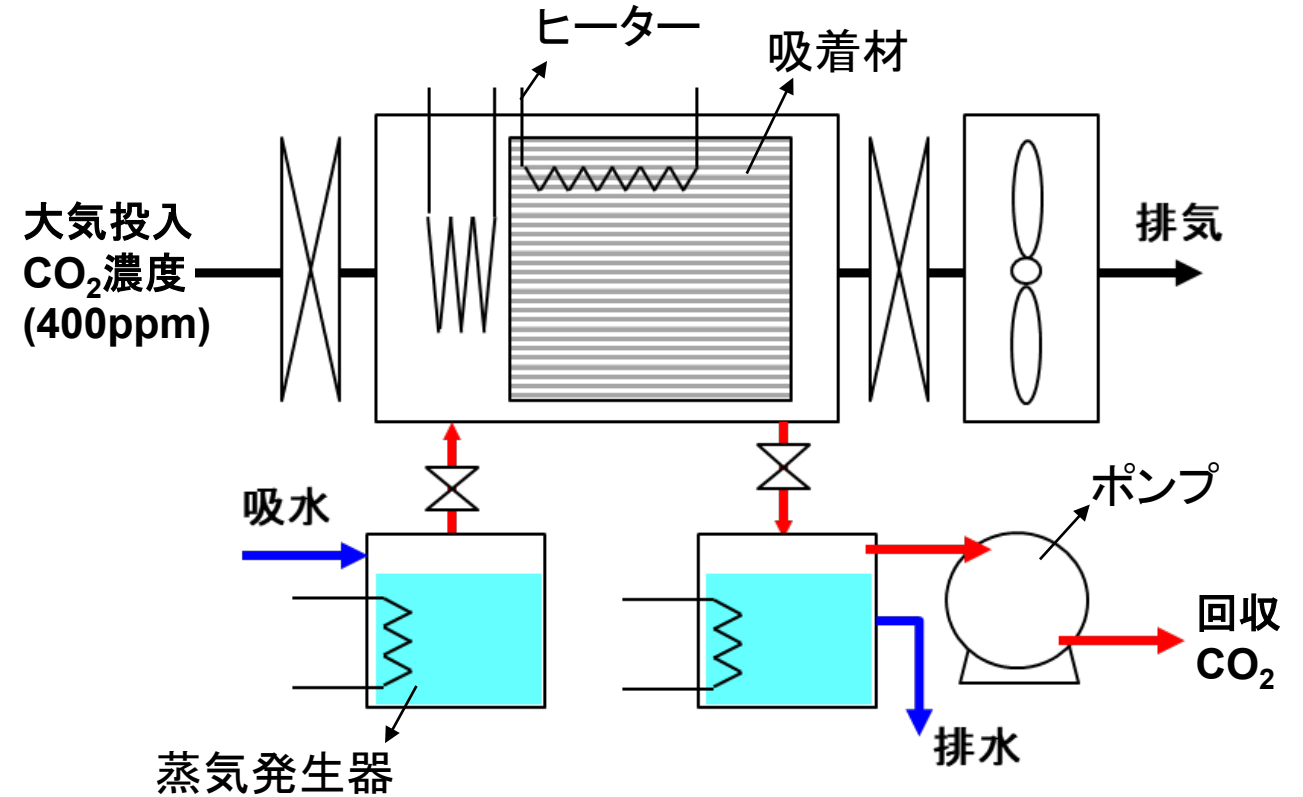 ヒーター
吸着材
大気投入
CO₂濃度
(400ppm)
排気
吸水
ポンプ
回収
CO₂
排水
蒸気発生器